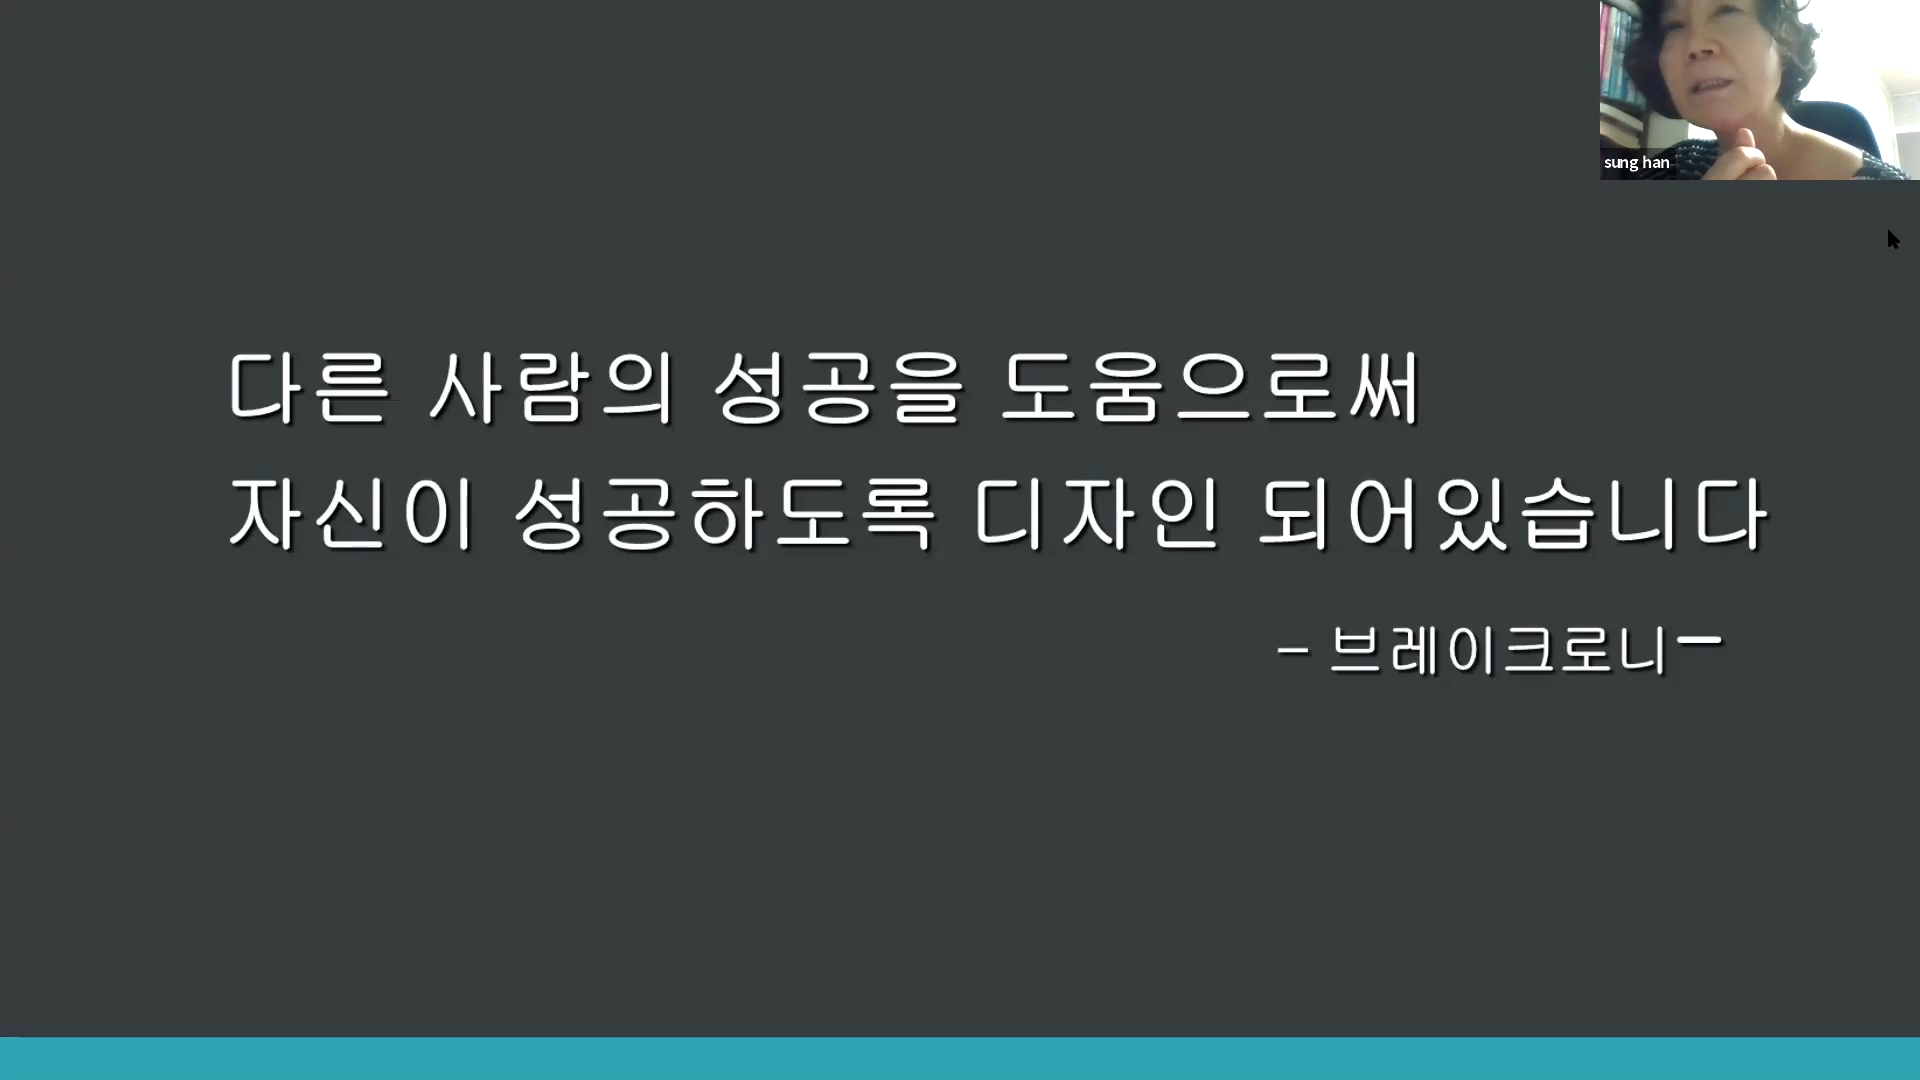 sung han
다른 사람의 성공을 도움으로써
자신이 성공하도록 디자인 되어있습니다
- 브레이크로니ㅡ